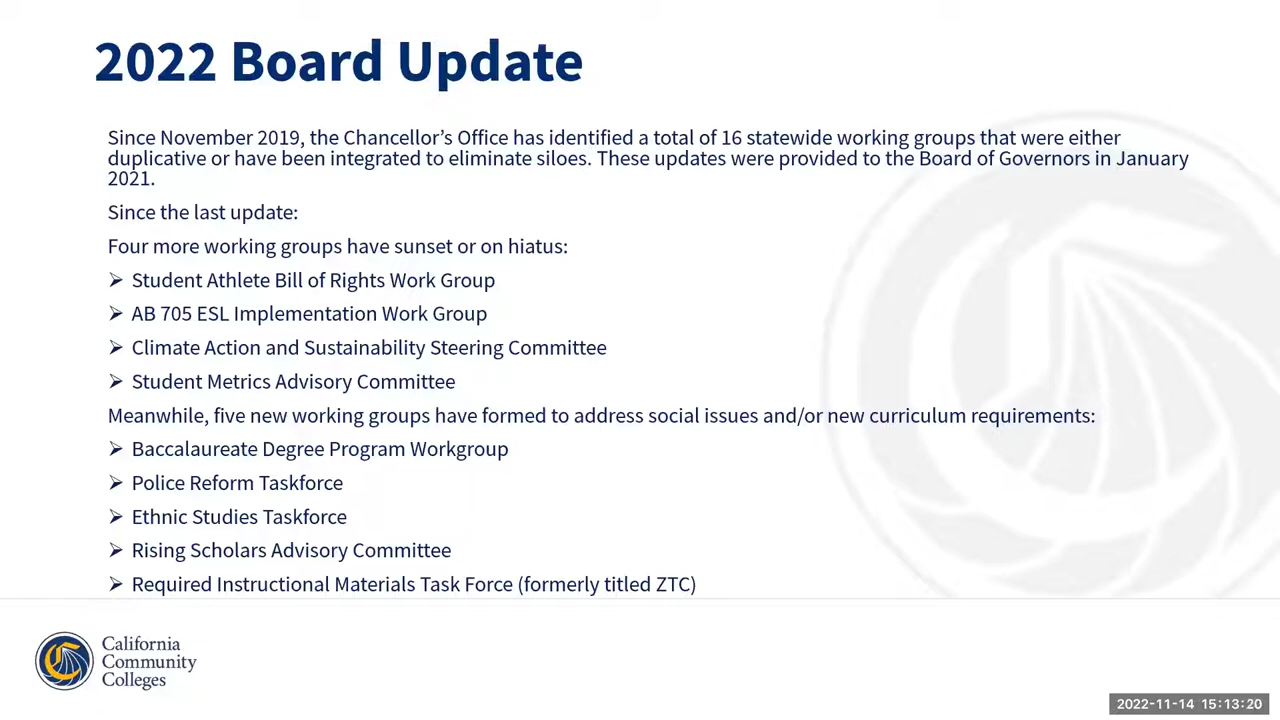 2022 Board Update
Since November 2019, the Chancellor's Office has identified a total of 16 statewide working groups that were either
duplicative or have been integrated to eliminate siloes. These updates were provided to the Board of Governors in January
2021.
Since the last update:
Four more working groups have sunset or on hiatus:
➢ Student Athlete Bill of Rights Work Group
➢ AB 705 ESL Implementation Work Group
➢ Climate Action and Sustainability Steering Committee
➢ Student Metrics Advisory Committee
Meanwhile, five new working groups have formed to address social issues and/or new curriculum requirements:
➢ Baccalaureate Degree Program Workgroup
➢ Police Reform Taskforce
➢ Ethnic Studies Taskforce
➢ Rising Scholars Advisory Committee
➢ Required Instructional Materials Task Force (formerly titled ZTC)
California
Community
Colleges
2022-11-14 15:13:20